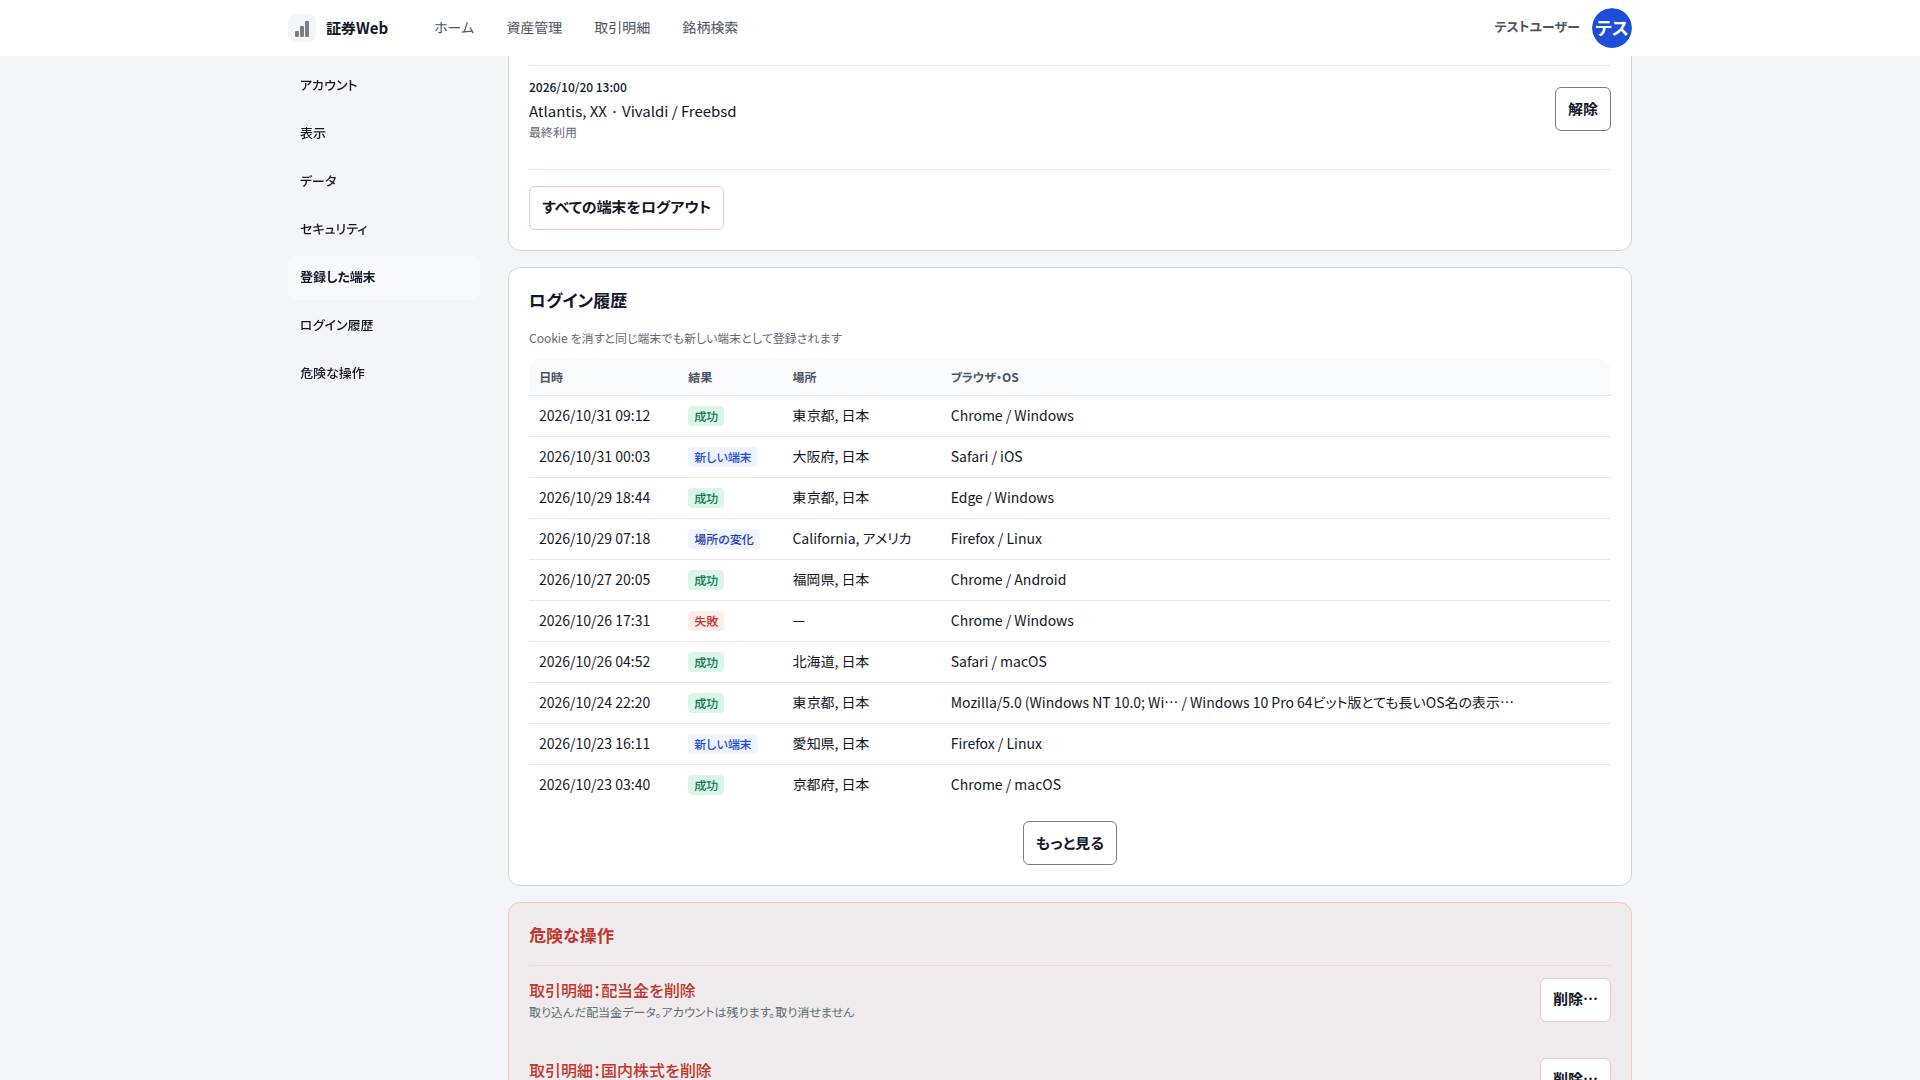 証券Web ホーム 資産管理 取引明細 銘柄検索 テストユーザー テス
アカウント
表示
データ
セキュリティ
登録した端末
ログイン履歴
危険な操作
2026/10/20 13:00
Atlantis, XX · Vivaldi / Freebsd
最終利用
解除
すべての端末をログアウト
ログイン履歴
Cookie を消すと同じ端末でも新しい端末として登録されます
日時 結果 場所 ブラウザ・OS
2026/10/31 09:12 成功 東京都, 日本 Chrome / Windows
2026/10/31 00:03 新しい端末 大阪府, 日本 Safari / iOS
2026/10/29 18:44 成功 東京都, 日本 Edge / Windows
2026/10/29 07:18 場所の変化 California, アメリカ Firefox / Linux
2026/10/27 20:05 成功 福岡県, 日本 Chrome / Android
2026/10/26 17:31 失敗 — Chrome / Windows
2026/10/26 04:52 成功 北海道, 日本 Safari / macOS
2026/10/24 22:20 成功 東京都, 日本 Mozilla/5.0 (Windows NT 10.0; Wi… / Windows 10 Pro 64ビット版とても長いOS名の表示…
2026/10/23 16:11 新しい端末 愛知県, 日本 Firefox / Linux
2026/10/23 03:40 成功 京都府, 日本 Chrome / macOS
もっと見る
危険な操作
取引明細：配当金を削除
取り込んだ配当金データ。アカウントは残ります。取り消せません
削除…
取引明細：国内株式を削除
削除…